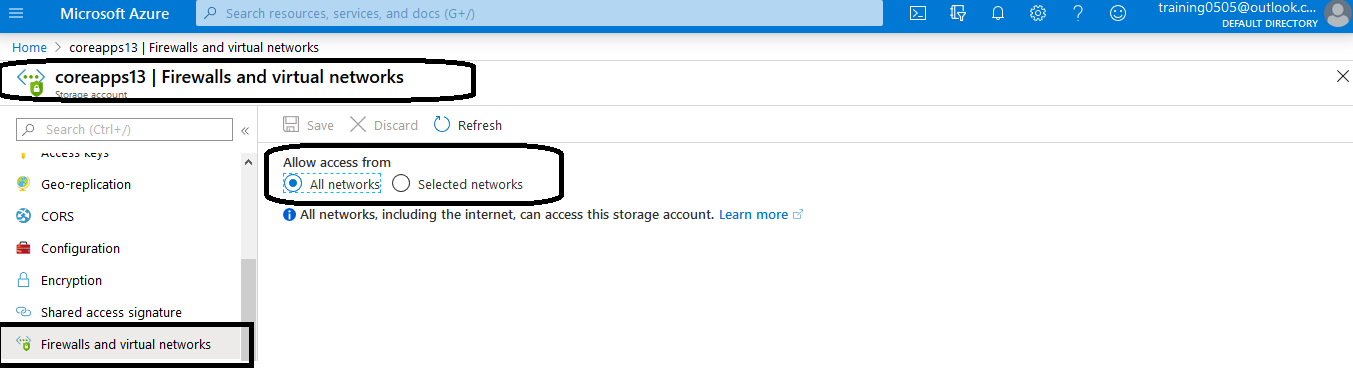 Microsoft Azure
Search resources, services, and docs (G+/)
training0505@outlook.c...
DEFAULT DIRECTORY
Home > coreapps13 | Firewalls and virtual networks
coreapps13 | Firewalls and virtual networks
Storage account
Search (Ctrl+/)
«
Save Discard Refresh
Access keys
Geo-replication
CORS
Configuration
Encryption
Shared access signature
Firewalls and virtual networks
Allow access from
All networks Selected networks
All networks, including the internet, can access this storage account. Learn more